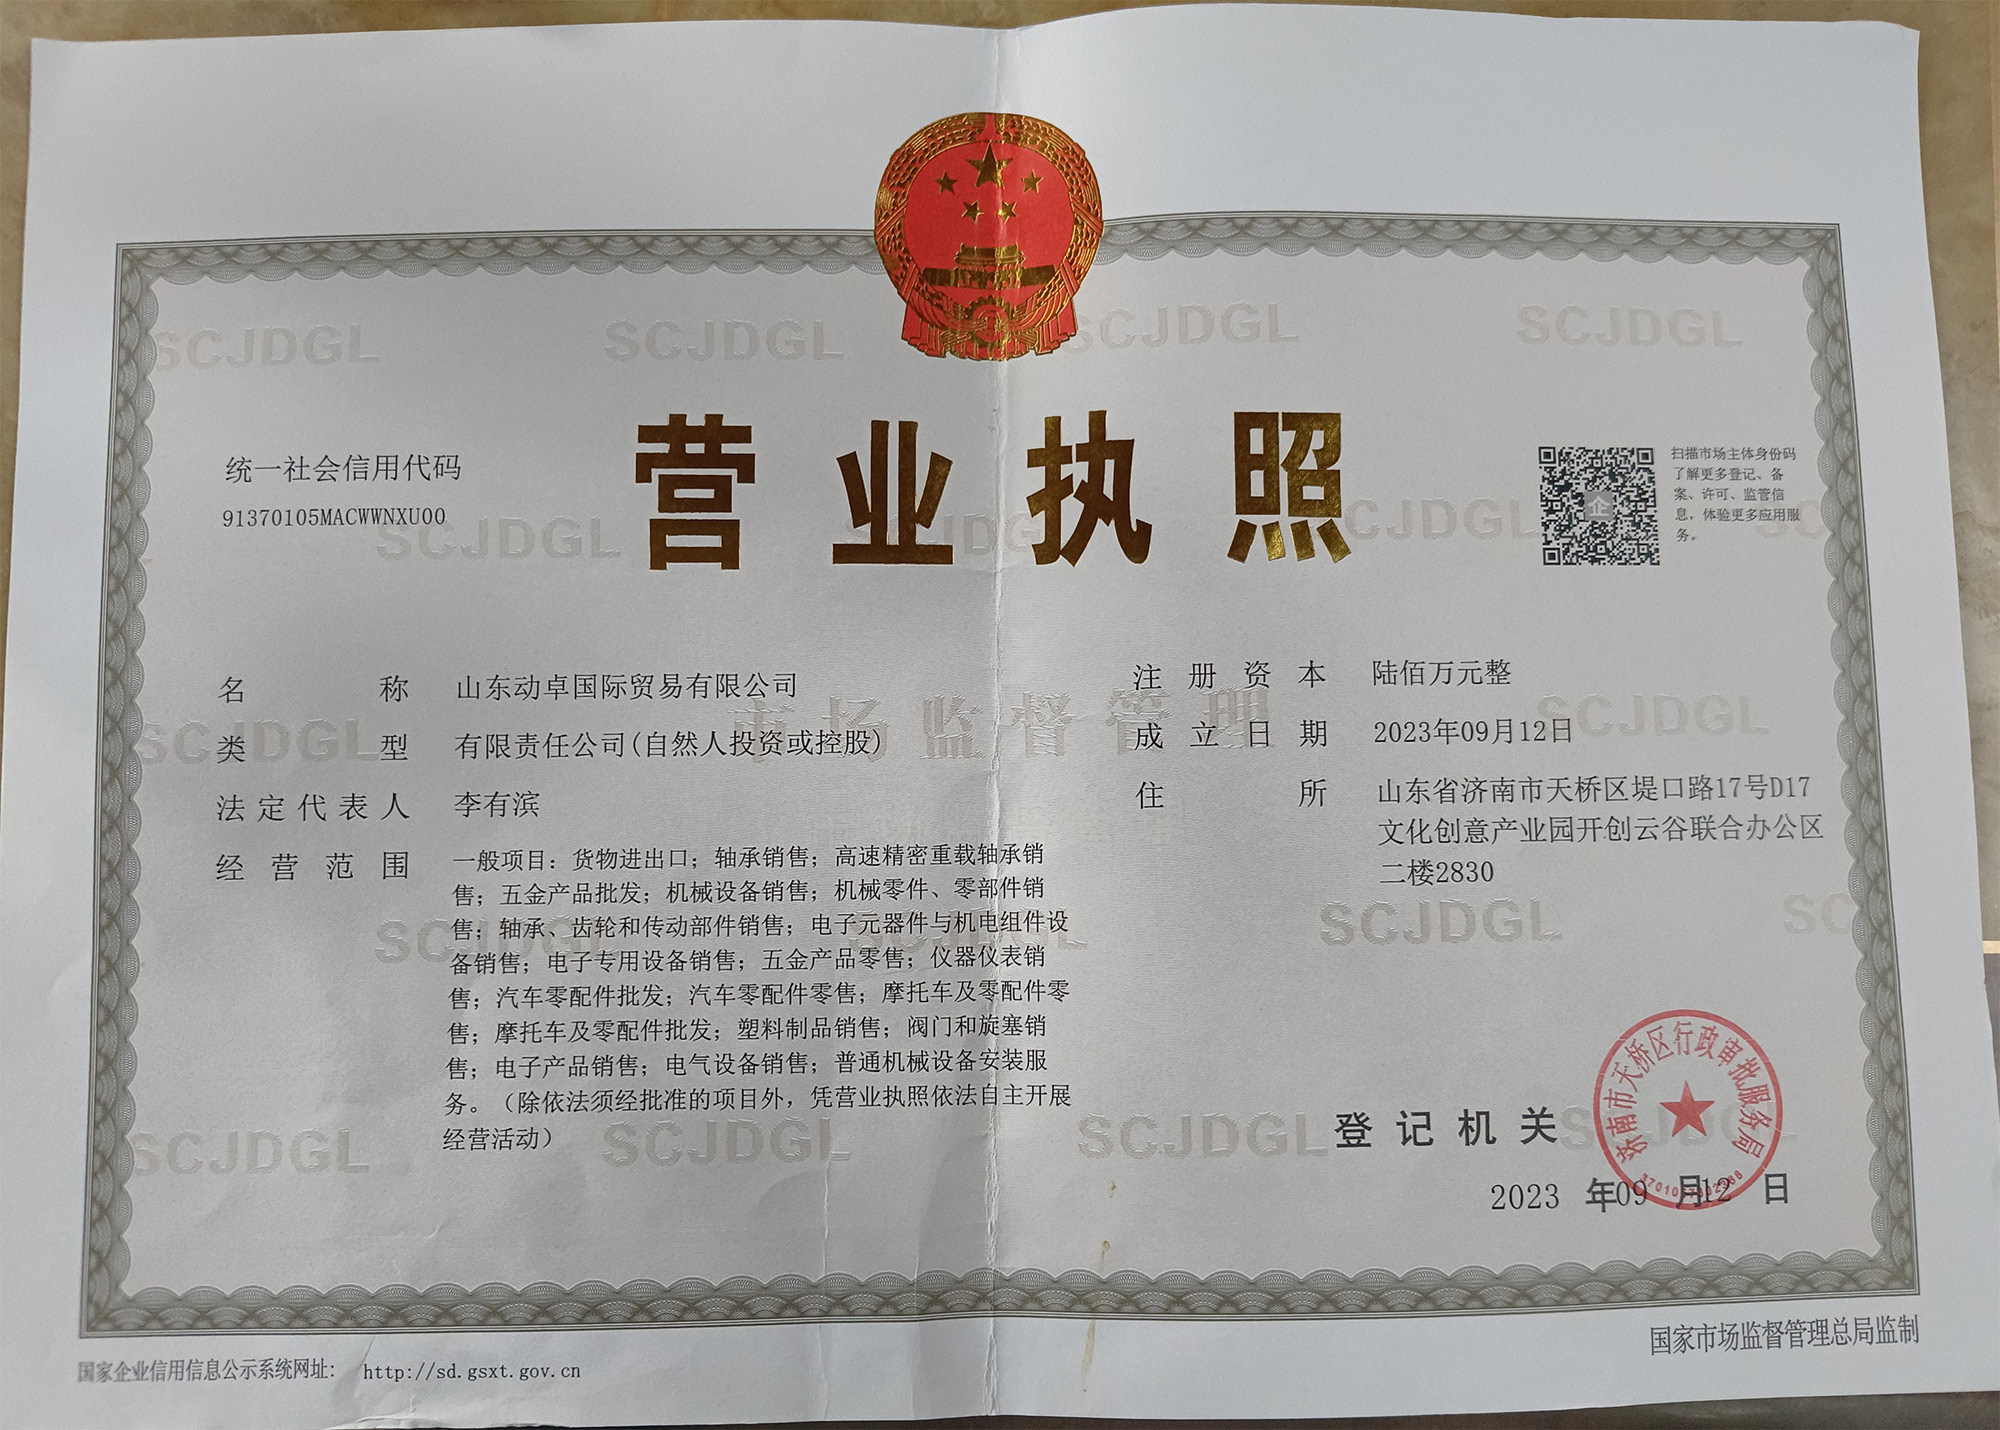 营业执照
统一社会信用代码
91370105MACWWNXU00
扫描市场主体身份码
了解更多登记、备
案、许可、监管信
息，体验更多应用服
务。
名称 山东动卓国际贸易有限公司
类型 有限责任公司(自然人投资或控股)
法定代表人 李有滨
经营范围 一般项目：货物进出口；轴承销售；高速精密重载轴承销
售；五金产品批发；机械设备销售；机械零件、零部件销
售；轴承、齿轮和传动部件销售；电子元器件与机电组件设
备销售；电子专用设备销售；五金产品零售；仪器仪表销
售；汽车零配件批发；汽车零配件零售；摩托车及零配件零
售；摩托车及零配件批发；塑料制品销售；阀门和旋塞销
售；电子产品销售；电气设备销售；普通机械设备安装服
务。（除依法须经批准的项目外，凭营业执照依法自主开展
经营活动）
注册资本 陆佰万元整
成立日期 2023年09月12日
住所 山东省济南市天桥区堤口路17号D17
文化创意产业园开创云谷联合办公区
二楼2830
登记机关
济南市天桥区行政审批服务局
2023 年09 月12 日
国家企业信用信息公示系统网址： http://sd.gsxt.gov.cn
国家市场监督管理总局监制
SCJDGL
市场监督管理